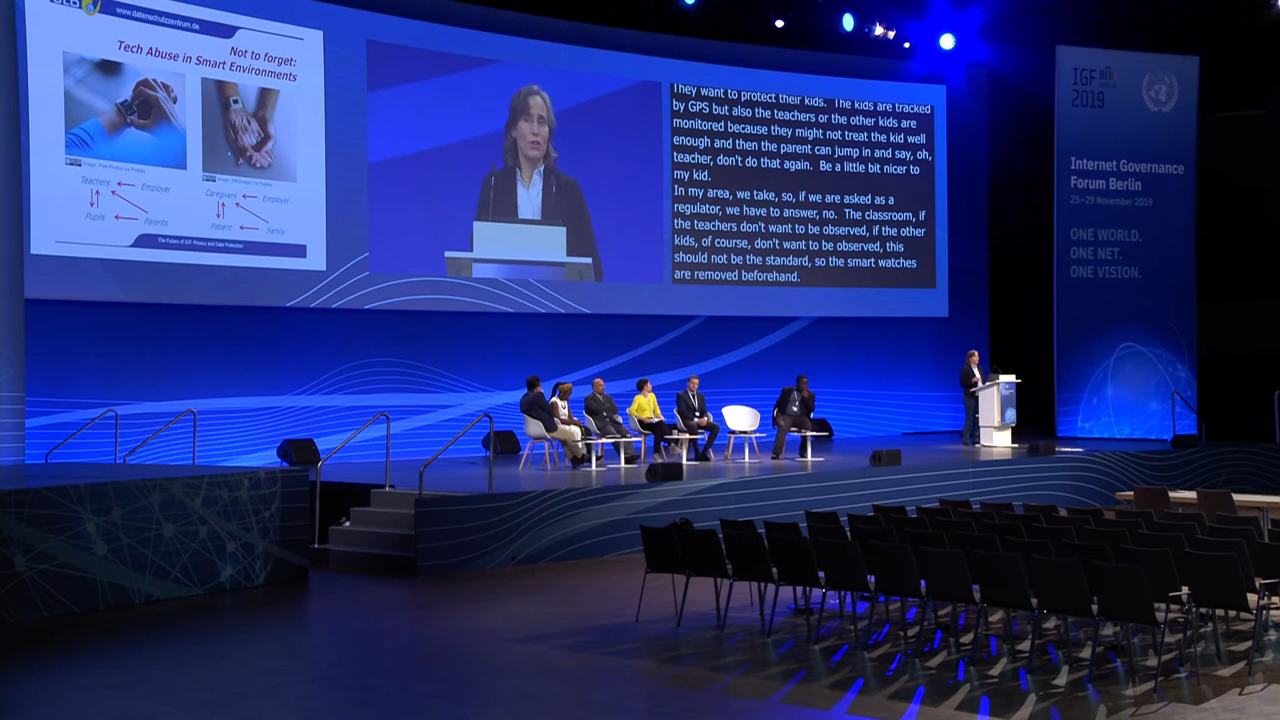 www.datenschutzzentrum.de
Not to forget:
Tech Abuse in Smart Environments
Teachers
Employer
Pupils
Parents
Caregivers
Employer
Patient
Family
The Future of IoT: Privacy and Data Protection
They want to protect their kids. The kids are tracked
by GPS but also the teachers or the other kids are
monitored because they might not treat the kid well
enough and then the parent can jump in and say, oh,
teacher, don't do that again. Be a little bit nicer to
my kid.
In my area, we take, so, if we are asked as a
regulator, we have to answer, no. The classroom, if
the teachers don't want to be observed, if the other
kids, of course, don't want to be observed, this
should not be the standard, so the smart watches
are removed beforehand.
IGF
2019
Internet Governance
Forum Berlin
25–29 November 2019
ONE WORLD.
ONE NET.
ONE VISION.